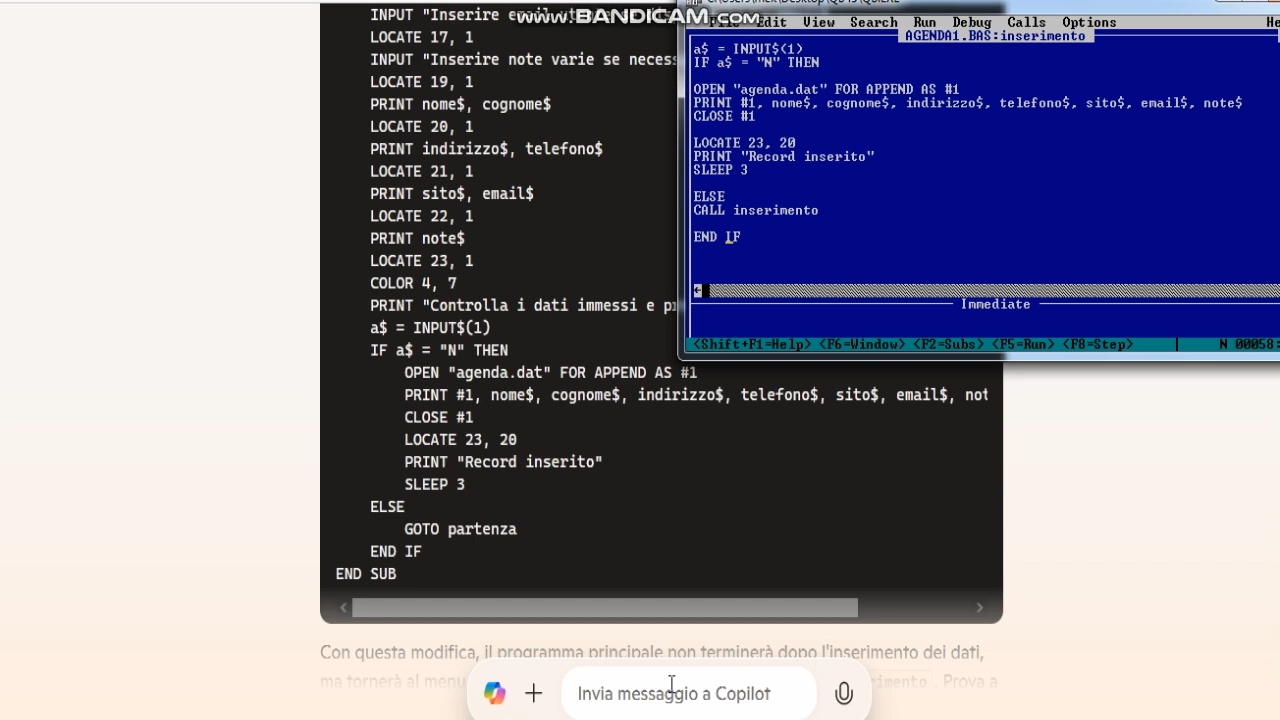 www.BANDICAM.com
INPUT "Inserire email
LOCATE 17, 1
INPUT "Inserire note varie se necess
LOCATE 19, 1
PRINT nome$, cognome$
LOCATE 20, 1
PRINT indirizzo$, telefono$
LOCATE 21, 1
PRINT sito$, email$
LOCATE 22, 1
PRINT note$
LOCATE 23, 1
COLOR 4, 7
PRINT "Controlla i dati immessi e pr
a$ = INPUT$(1)
IF a$ = "N" THEN
OPEN "agenda.dat" FOR APPEND AS #1
PRINT #1, nome$, cognome$, indirizzo$, telefono$, sito$, email$, not
CLOSE #1
LOCATE 23, 20
PRINT "Record inserito"
SLEEP 3
ELSE
GOTO partenza
END IF
END SUB
Con questa modifica, il programma principale non terminerà dopo l'inserimento dei dati,
ma tornerà al menu
. Prova a
Invia messaggio a Copilot
File Edit View Search Run Debug Calls Options He
AGENDA1.BAS:inserimento
a$ = INPUT$(1)
IF a$ = "N" THEN
OPEN "agenda.dat" FOR APPEND AS #1
PRINT #1, nome$, cognome$, indirizzo$, telefono$, sito$, email$, note$
CLOSE #1
LOCATE 23, 20
PRINT "Record inserito"
SLEEP 3
ELSE
CALL inserimento
END IF
Immediate
<Shift+F1=Help> <F6=Window> <F2=Subs> <F5=Run> <F8=Step> N 00058: